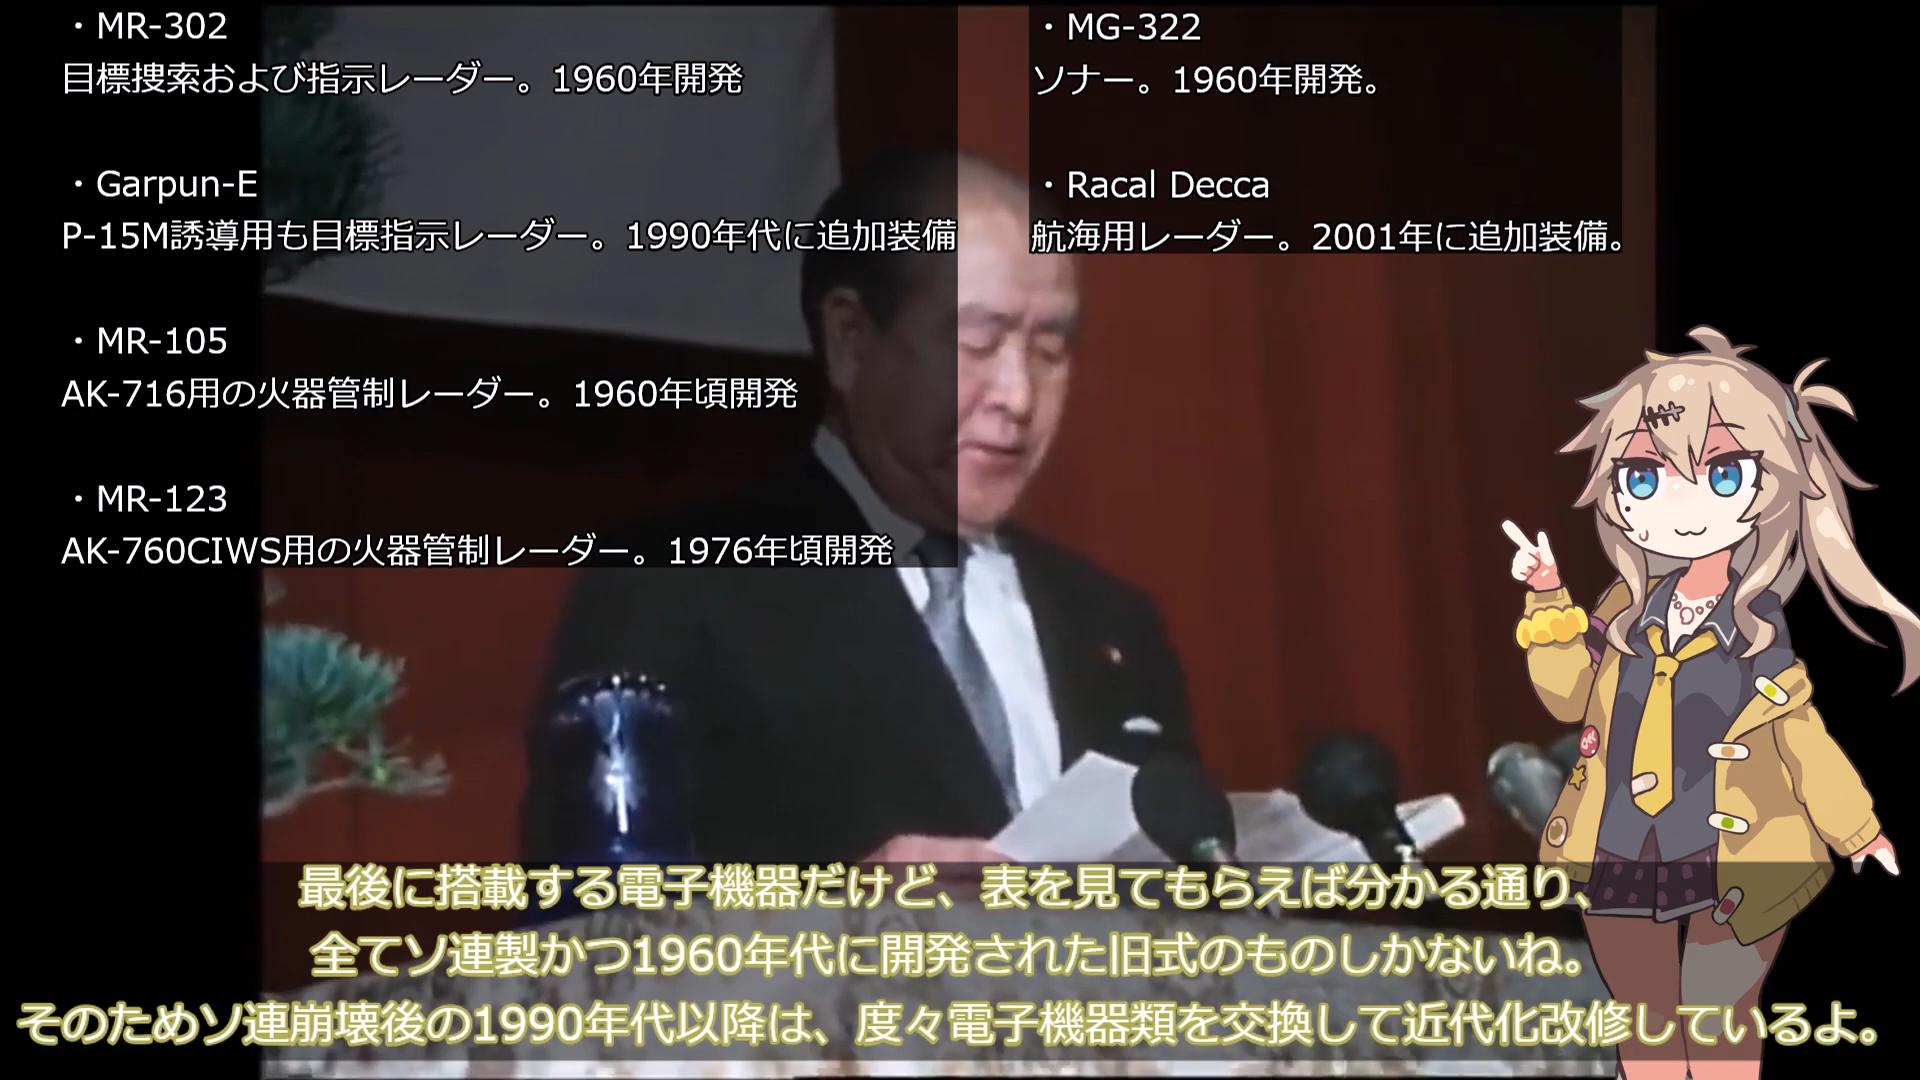 ・MR-302
目標捜索および指示レーダー。1960年開発
・Garpun-E
P-15M誘導用も目標指示レーダー。1990年代に追加装備
・MR-105
AK-716用の火器管制レーダー。1960年頃開発
・MR-123
AK-760CIWS用の火器管制レーダー。1976年頃開発
・MG-322
ソナー。1960年開発。
・Racal Decca
航海用レーダー。2001年に追加装備。
最後に搭載する電子機器だけど、表を見てもらえば分かる通り、
全てソ連製かつ1960年代に開発された旧式のものしかないね。
そのためソ連崩壊後の1990年代以降は、度々電子機器類を交換して近代化改修しているよ。